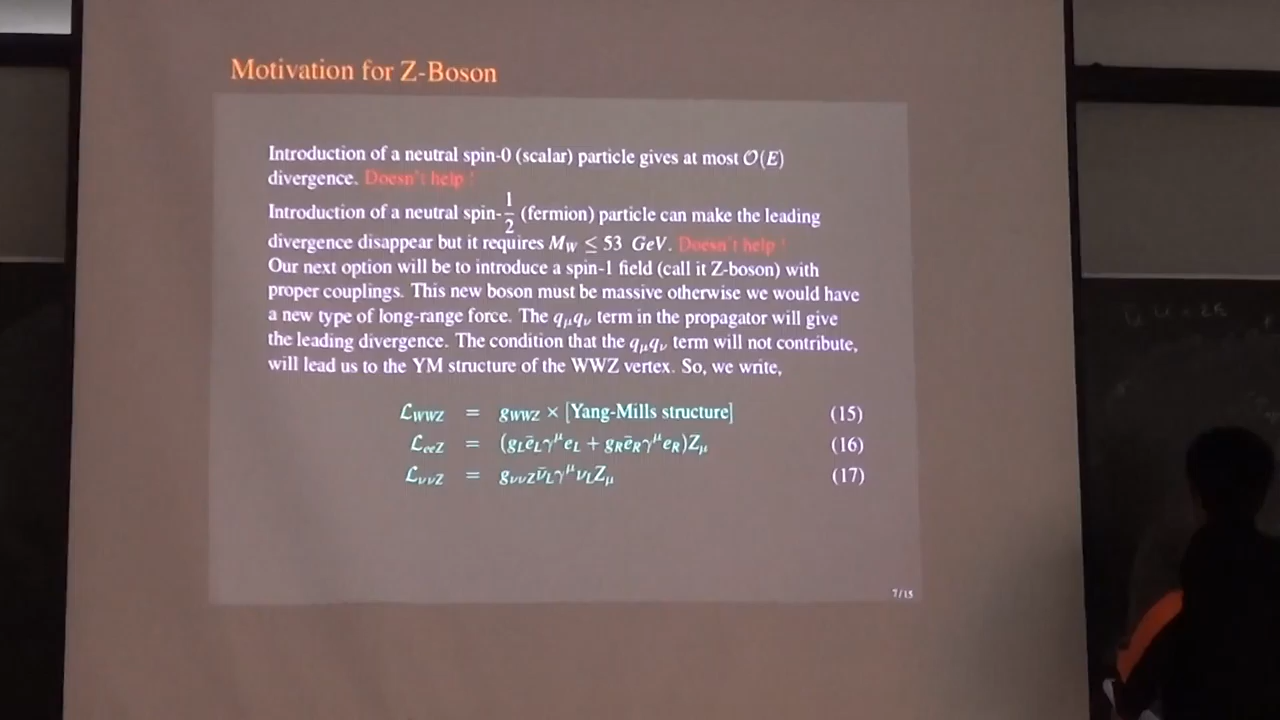 Motivation for Z-Boson
Introduction of a neutral spin-0 (scalar) particle gives at most 𝒪(E)
divergence. Doesn't help !
Introduction of a neutral spin-1/2 (fermion) particle can make the leading
divergence disappear but it requires M_W ≤ 53 GeV. Doesn't help !
Our next option will be to introduce a spin-1 field (call it Z-boson) with
proper couplings. This new boson must be massive otherwise we would have
a new type of long-range force. The q_μq_ν term in the propagator will give
the leading divergence. The condition that the q_μq_ν term will not contribute,
will lead us to the YM structure of the WWZ vertex. So, we write,
ℒ_WWZ = g_WWZ × [Yang-Mills structure] (15)
ℒ_eeZ = (g_L ē_L γ^μ e_L + g_R ē_R γ^μ e_R)Z_μ (16)
ℒ_ννZ = g_ννZ ν̄_L γ^μ ν_L Z_μ (17)
7/15